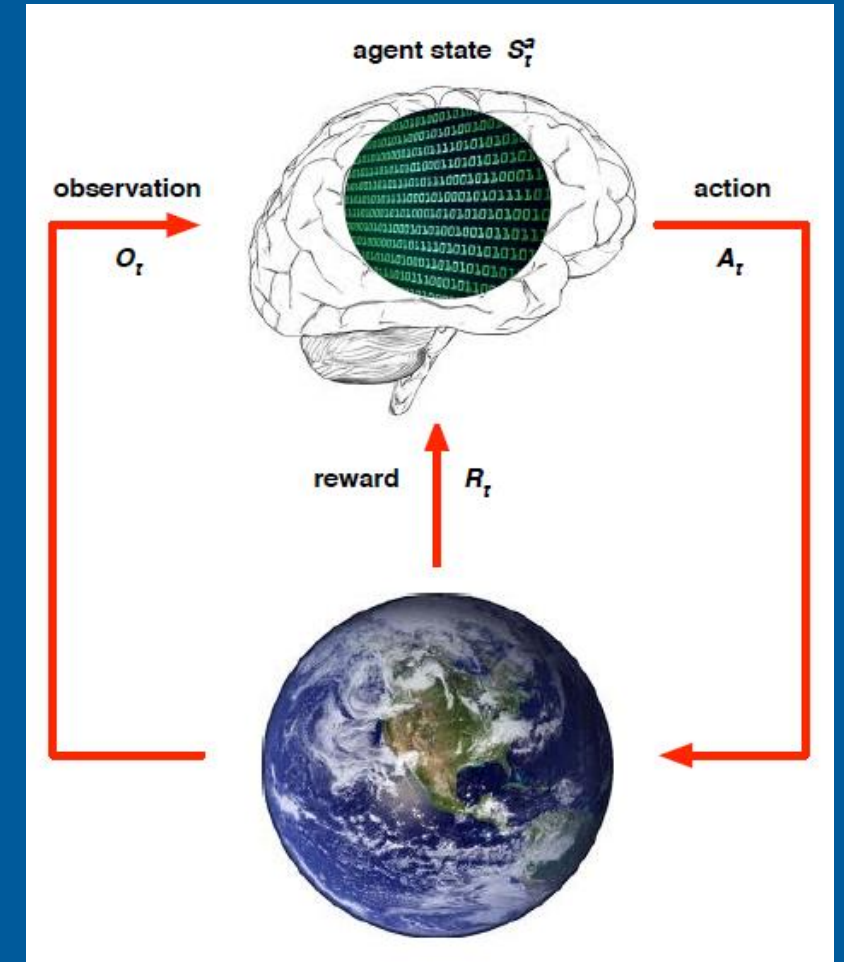 agent state S^a_t
observation
O_t
action
A_t
reward R_t